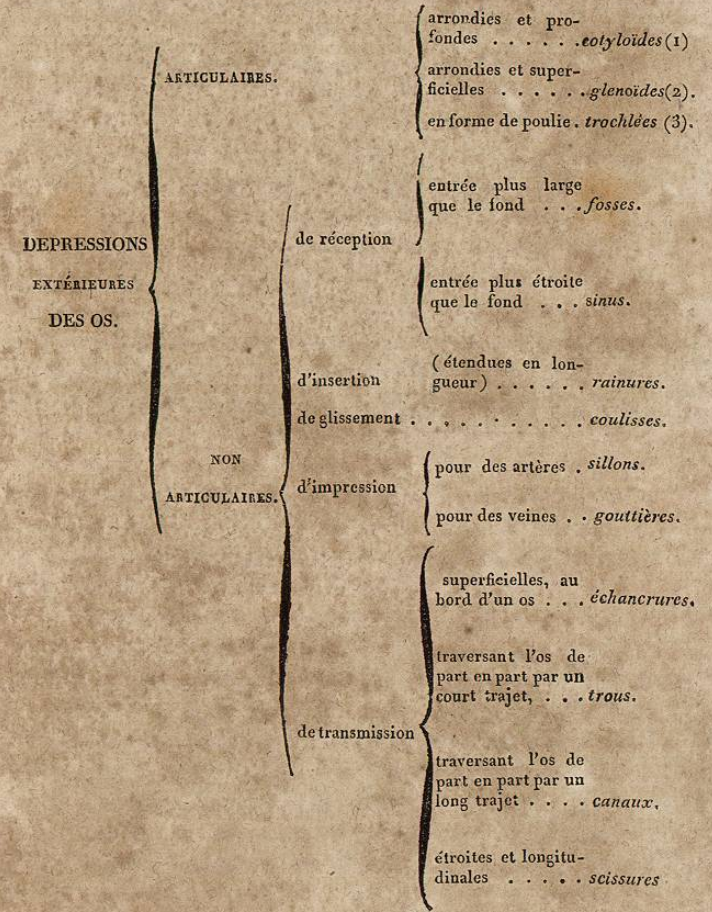 DEPRESSIONS
EXTÉRIEURES
DES OS.
ARTICULAIRES.
arrondies et pro-
fondes . . . . . . cotyloïdes (1)
arrondies et super-
ficielles . . . . . . glenoïdes (2).
en forme de poulie . trochlées (3).
NON
ARTICULAIRES.
de réception
entrée plus large
que le fond . . . fosses.
entrée plus étroite
que le fond . . . sinus.
d'insertion
(étendues en lon-
gueur) . . . . . . rainures.
de glissement . . . . . . . . . . . coulisses.
d'impression
pour des artères . sillons.
pour des veines . . gouttières.
de transmission
superficielles, au
bord d'un os . . . échancrures.
traversant l'os de
part en part par un
court trajet, . . . trous.
traversant l'os de
part en part par un
long trajet . . . . canaux.
étroites et longitu-
dinales . . . . . scissures